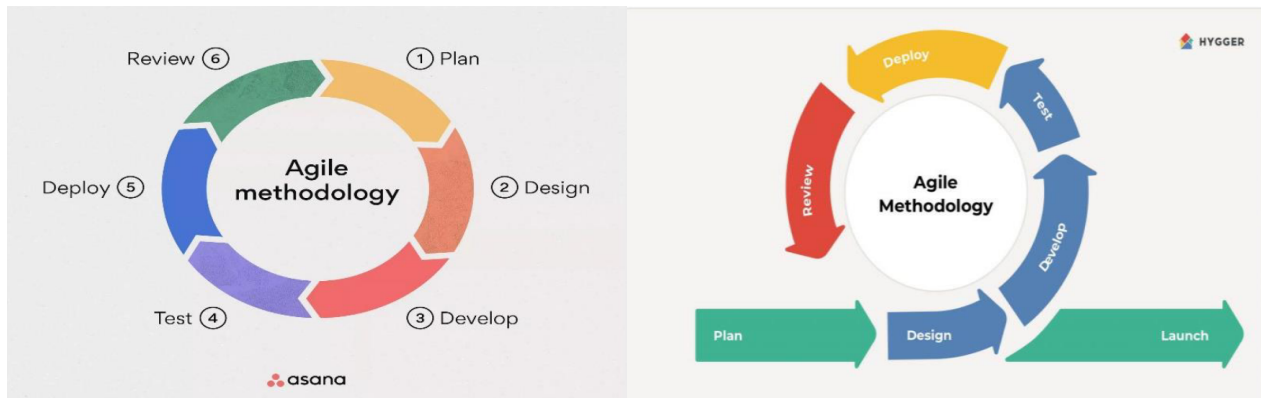 Review 6
1 Plan
Agile
methodology
Deploy 5
2 Design
Test 4
3 Develop
asana
HYGGER
Deploy
Test
Review
Agile
Methodology
Develop
Plan
Design
Launch